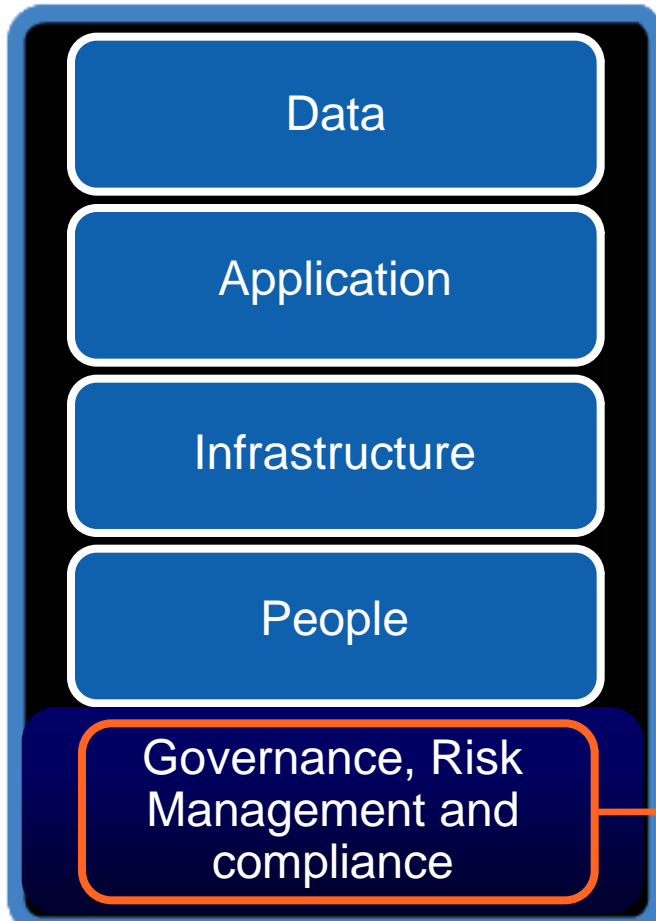 Data
Application
Infrastructure
People
Governance, Risk
Management and
compliance